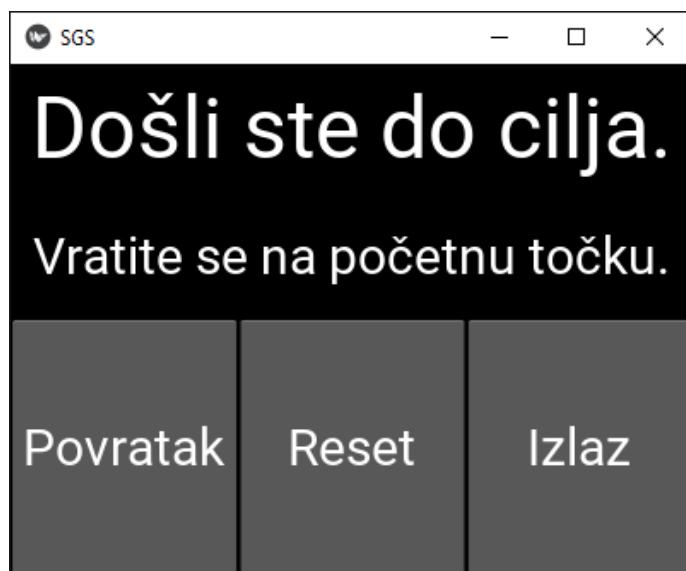 SGS
Došli ste do cilja.
Vratite se na početnu točku.
Povratak Reset Izlaz